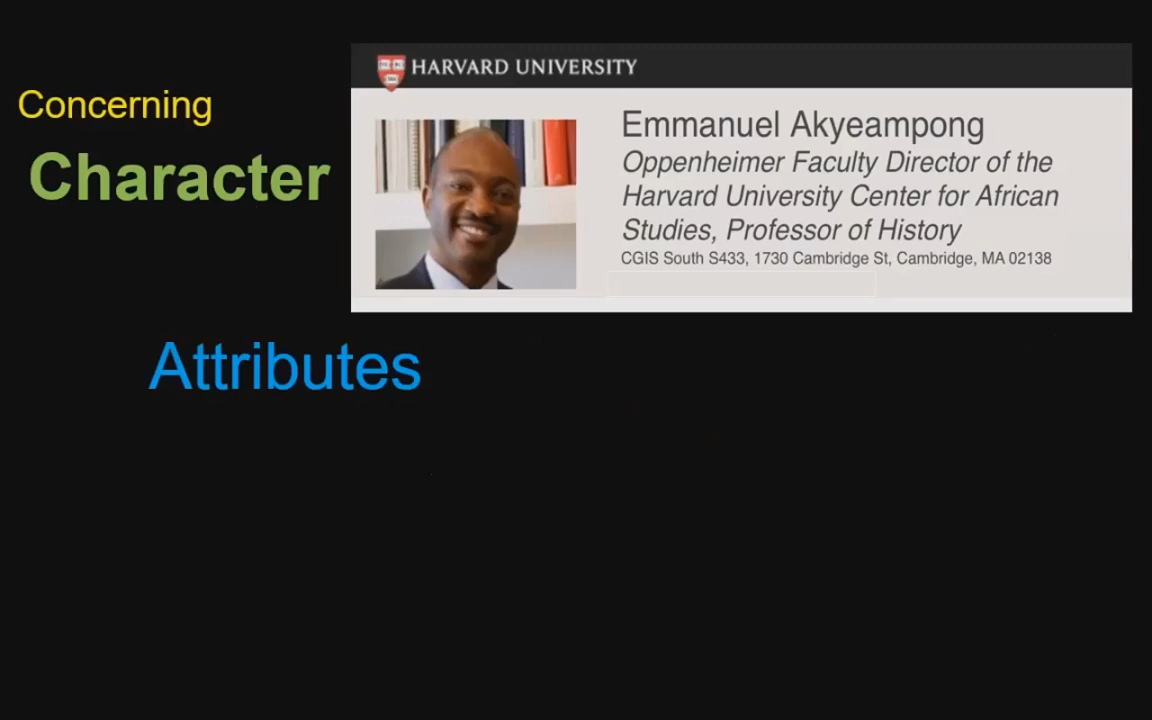 HARVARD UNIVERSITY
Concerning
Character
Emmanuel Akyeampong
Oppenheimer Faculty Director of the
Harvard University Center for African
Studies, Professor of History
CGIS South S433, 1730 Cambridge St, Cambridge, MA 02138
Attributes